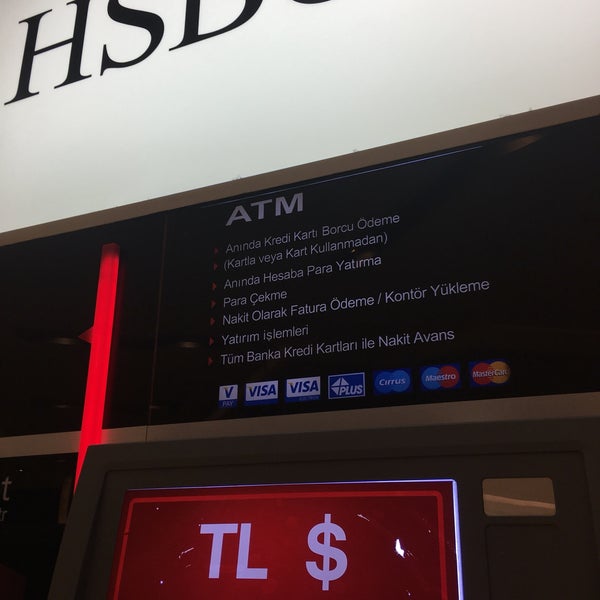 HSBC
ATM
Anında Kredi Kartı Borcu Ödeme
(Kartla veya Kart Kullanmadan)
Anında Hesaba Para Yatırma
Para Çekme
Nakit Olarak Fatura Ödeme / Kontör Yükleme
Yatırım işlemleri
Tüm Banka Kredi Kartları ile Nakit Avans
V PAY VISA VISA ELECTRON PLUS Cirrus Maestro MasterCard
TL $